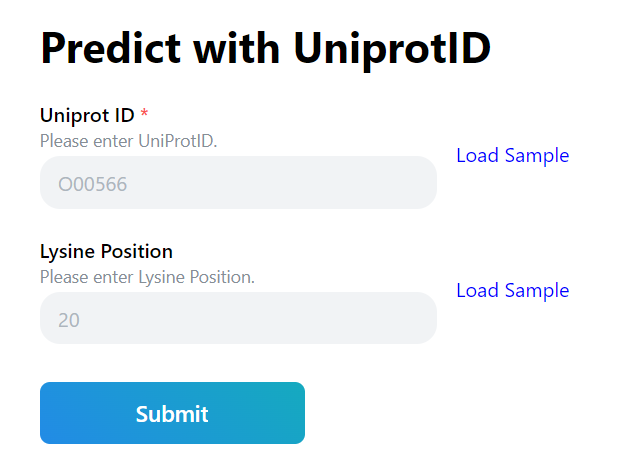 Predict with UniprotID
Uniprot ID *
Please enter UniProtID.
Load Sample
O00566
Lysine Position
Please enter Lysine Position.
Load Sample
20
Submit